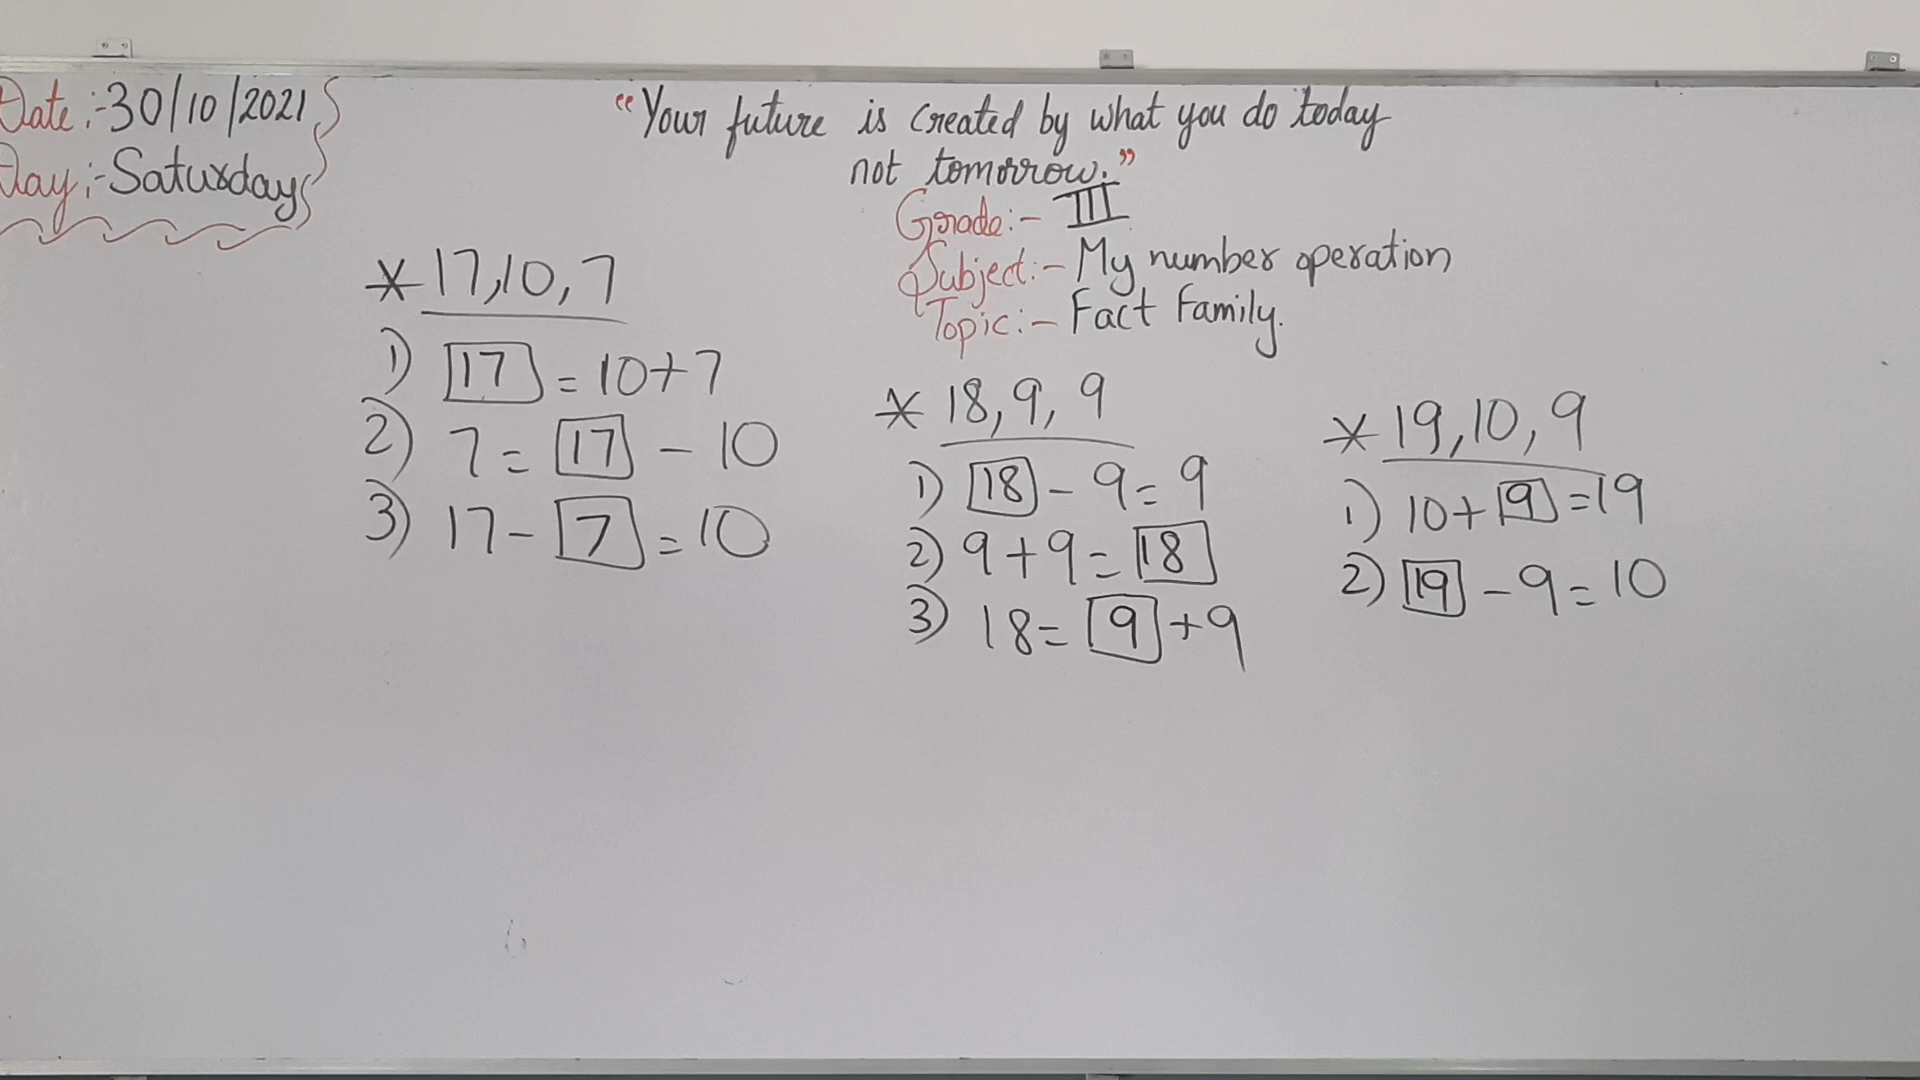 Date:-30/10/2021
Day:-Saturday
"Your future is created by what you do today
not tomorrow."
Grade:- III
Subject:- My number operation
Topic:- Fact Family.
* 17,10,7
1) 17 = 10+7
2) 7 = 17 - 10
3) 17 - 7 = 10
* 18, 9, 9
1) 18 - 9 = 9
2) 9 + 9 = 18
3) 18 = 9 + 9
* 19,10,9
1) 10 + 9 = 19
2) 19 - 9 = 10